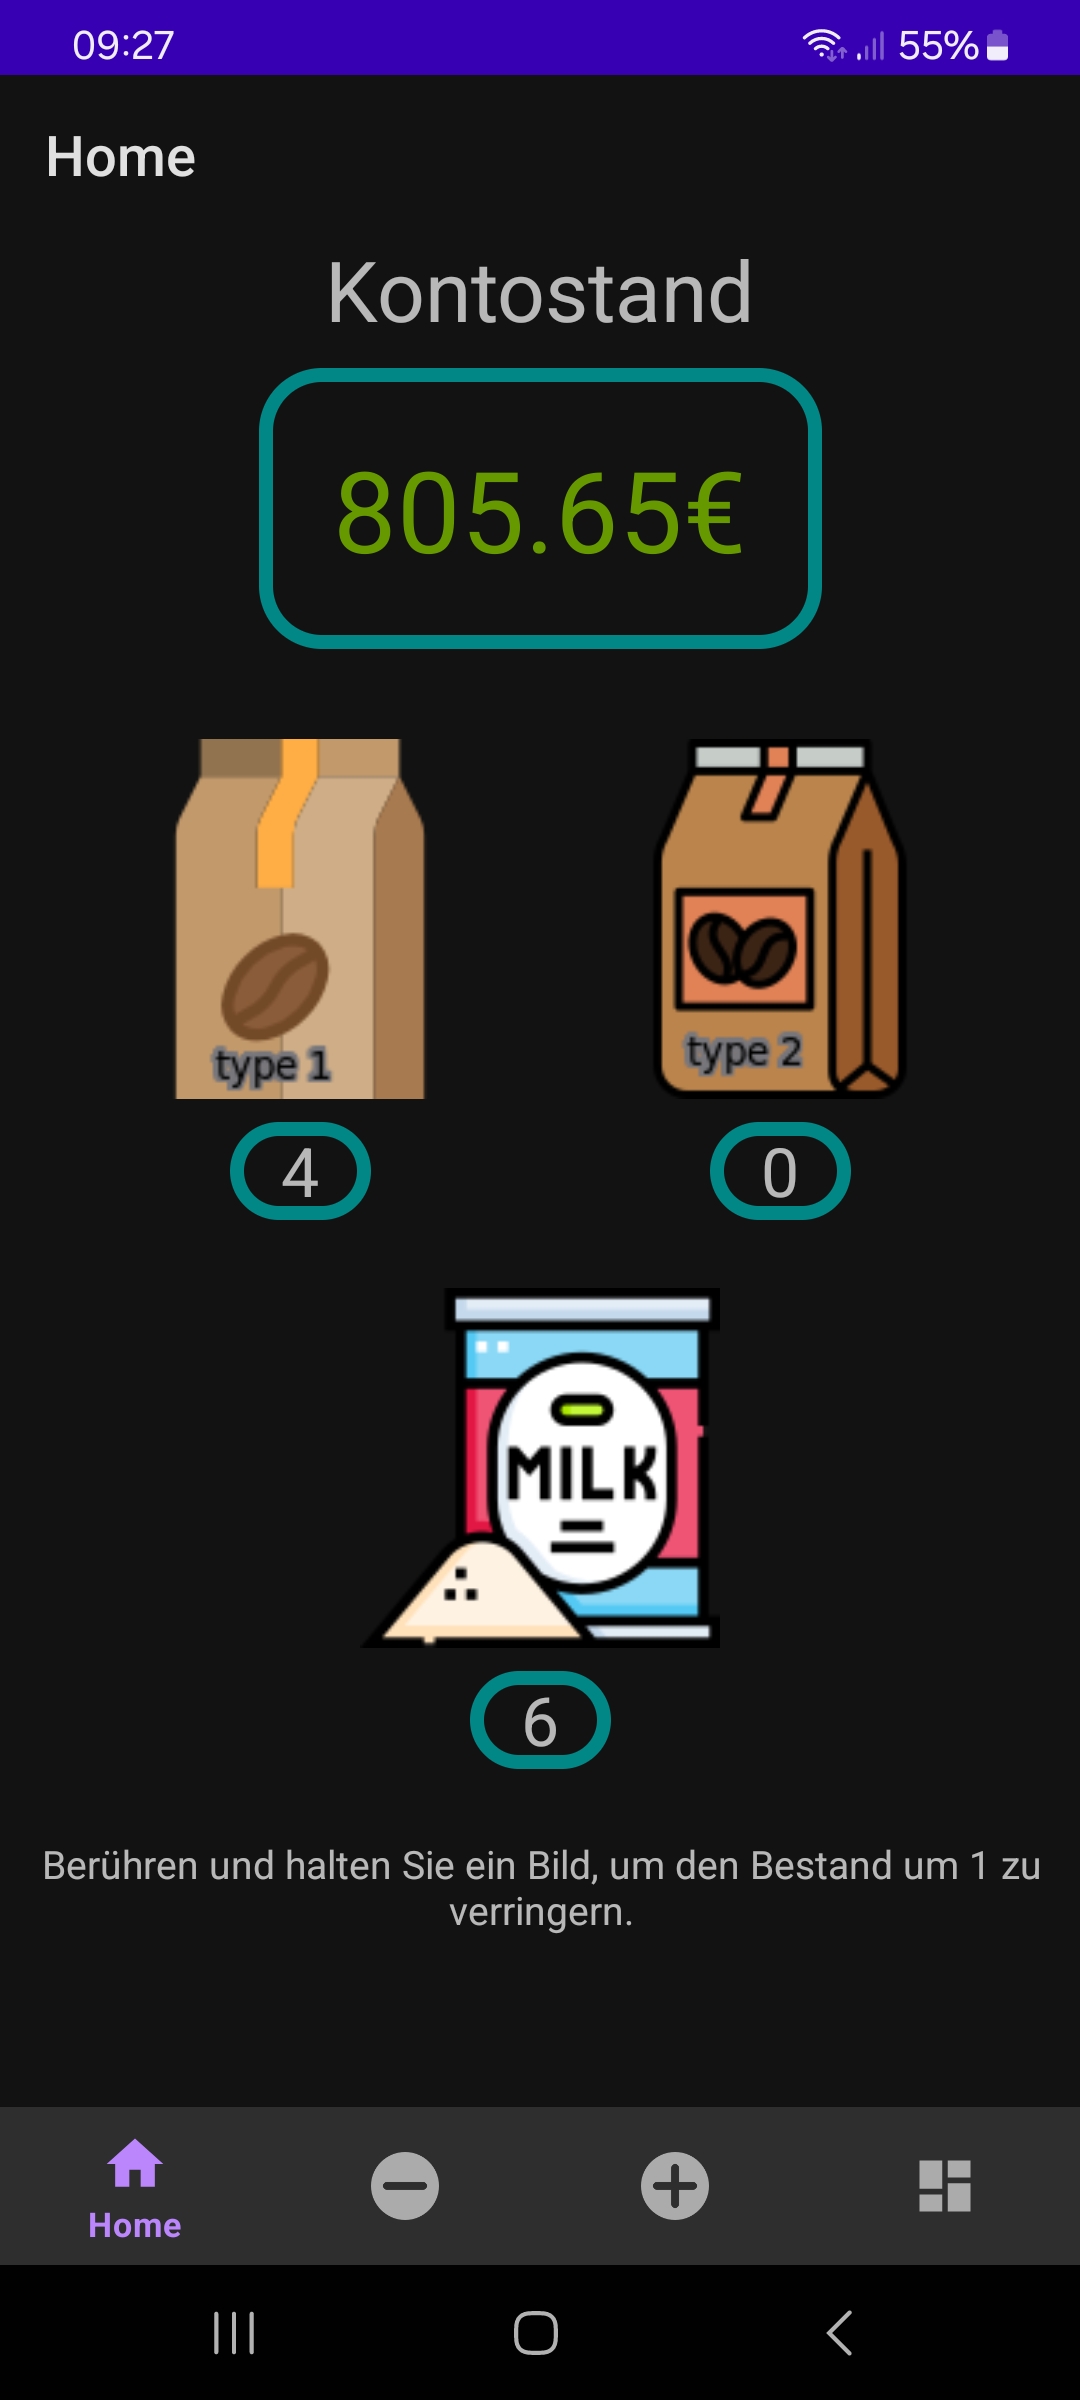 09:27
55%
Home
Kontostand
805.65€
type 1
type 2
4
0
MILK
6
Berühren und halten Sie ein Bild, um den Bestand um 1 zu
verringern.
Home